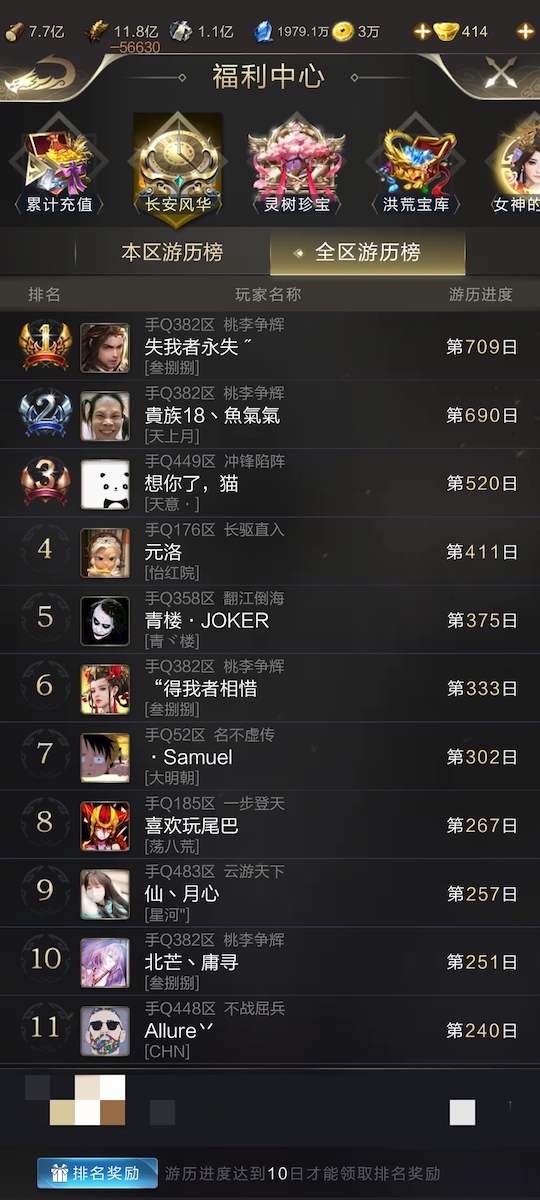 7.7亿 11.8亿 1.1亿 1979.1万 3万 414
-56630
福利中心
累计充值 长安风华 灵树珍宝 洪荒宝库 女神的
本区游历榜 全区游历榜
排名 玩家名称 游历进度
手Q382区 桃李争辉
1 失我者永失 ˝ 第709日
[叁捌捌]
手Q382区 桃李争辉
2 貴族18丶魚氣氣 第690日
[天上月]
手Q449区 冲锋陷阵
3 想你了，猫 第520日
[天意·]
手Q176区 长驱直入
4 元洛 第411日
[怡红院]
手Q358区 翻江倒海
5 青楼·JOKER 第375日
[青ヾ楼]
手Q382区 桃李争辉
6 “得我者相惜 第333日
[叁捌捌]
手Q52区 名不虚传
7 ·Samuel 第302日
[大明朝]
手Q185区 一步登天
8 喜欢玩尾巴 第267日
[荡八荒]
手Q483区 云游天下
9 仙丶月心 第257日
[星河"]
手Q382区 桃李争辉
10 北芒丶庸寻 第251日
[叁捌捌]
手Q448区 不战屈兵
11 Allure丷 第240日
[CHN]
排名奖励 游历进度达到10日才能领取排名奖励